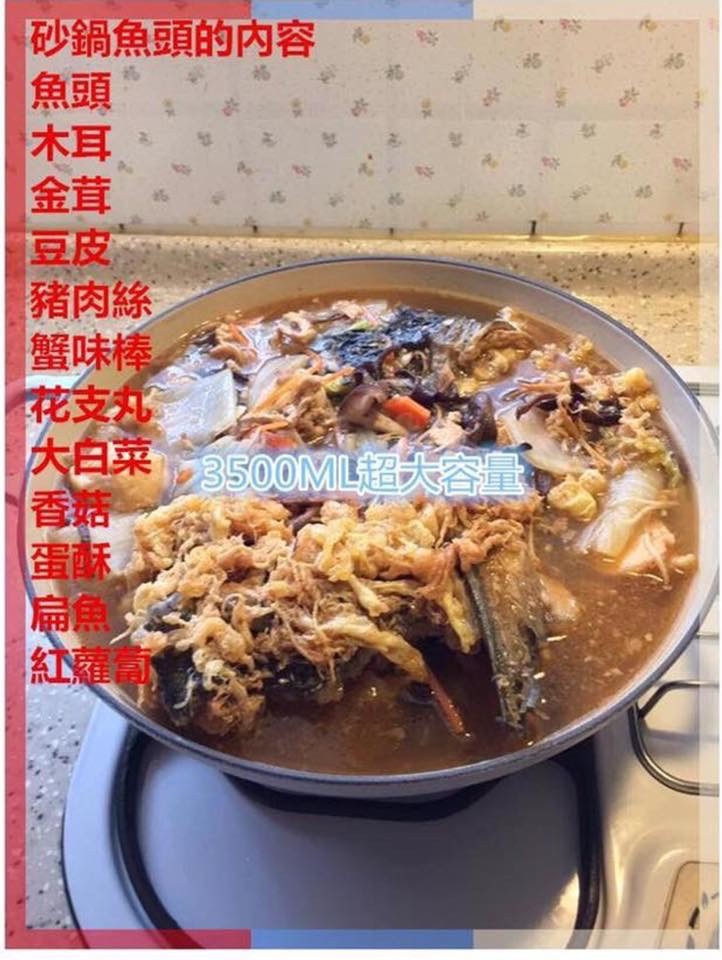 砂鍋魚頭的內容
魚頭
木耳
金茸
豆皮
豬肉絲
蟹味棒
花支丸
大白菜
香菇
蛋酥
扁魚
紅蘿蔔
3500ML超大容量